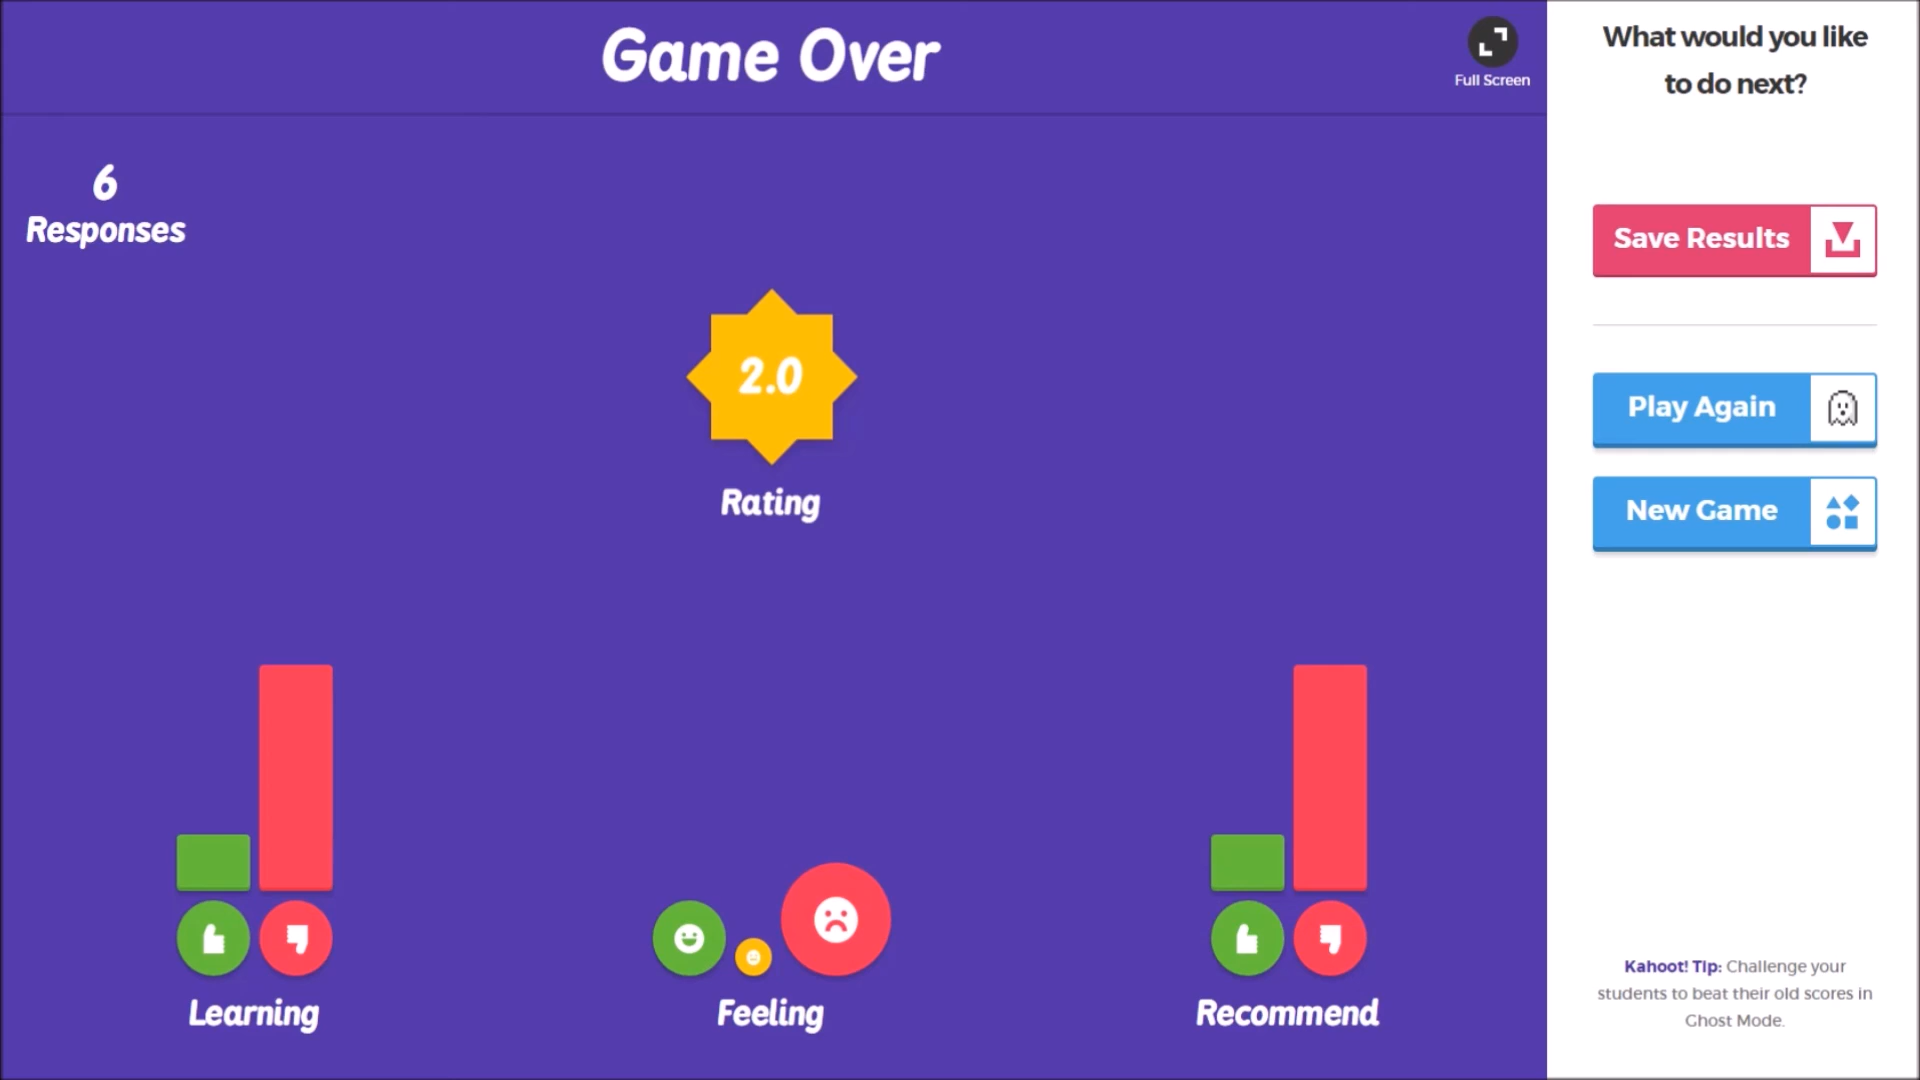 Game Over
Full Screen
6
Responses
2.0
Rating
Learning
Feeling
Recommend
What would you like
to do next?
Save Results
Play Again
New Game
Kahoot! Tip: Challenge your
students to beat their old scores in
Ghost Mode.